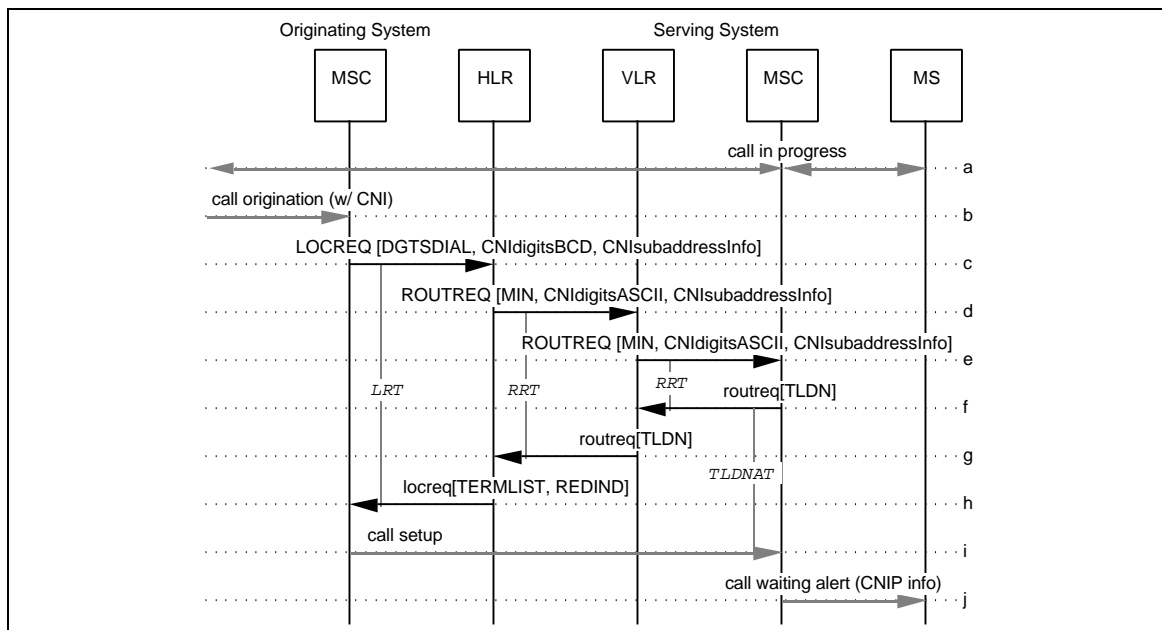 Originating System Serving System
MSC HLR VLR MSC MS
call in progress
a
call origination (w/ CNI)
b
LOCREQ [DGTSDIAL, CNIdigitsBCD, CNIsubaddressInfo]
c
ROUTREQ [MIN, CNIdigitsASCII, CNIsubaddressInfo]
d
ROUTREQ [MIN, CNIdigitsASCII, CNIsubaddressInfo]
e
LRT RRT RRT routreq[TLDN]
f
routreq[TLDN]
g
TLDNAT
locreq[TERMLIST, REDIND]
h
call setup
i
call waiting alert (CNIP info)
j